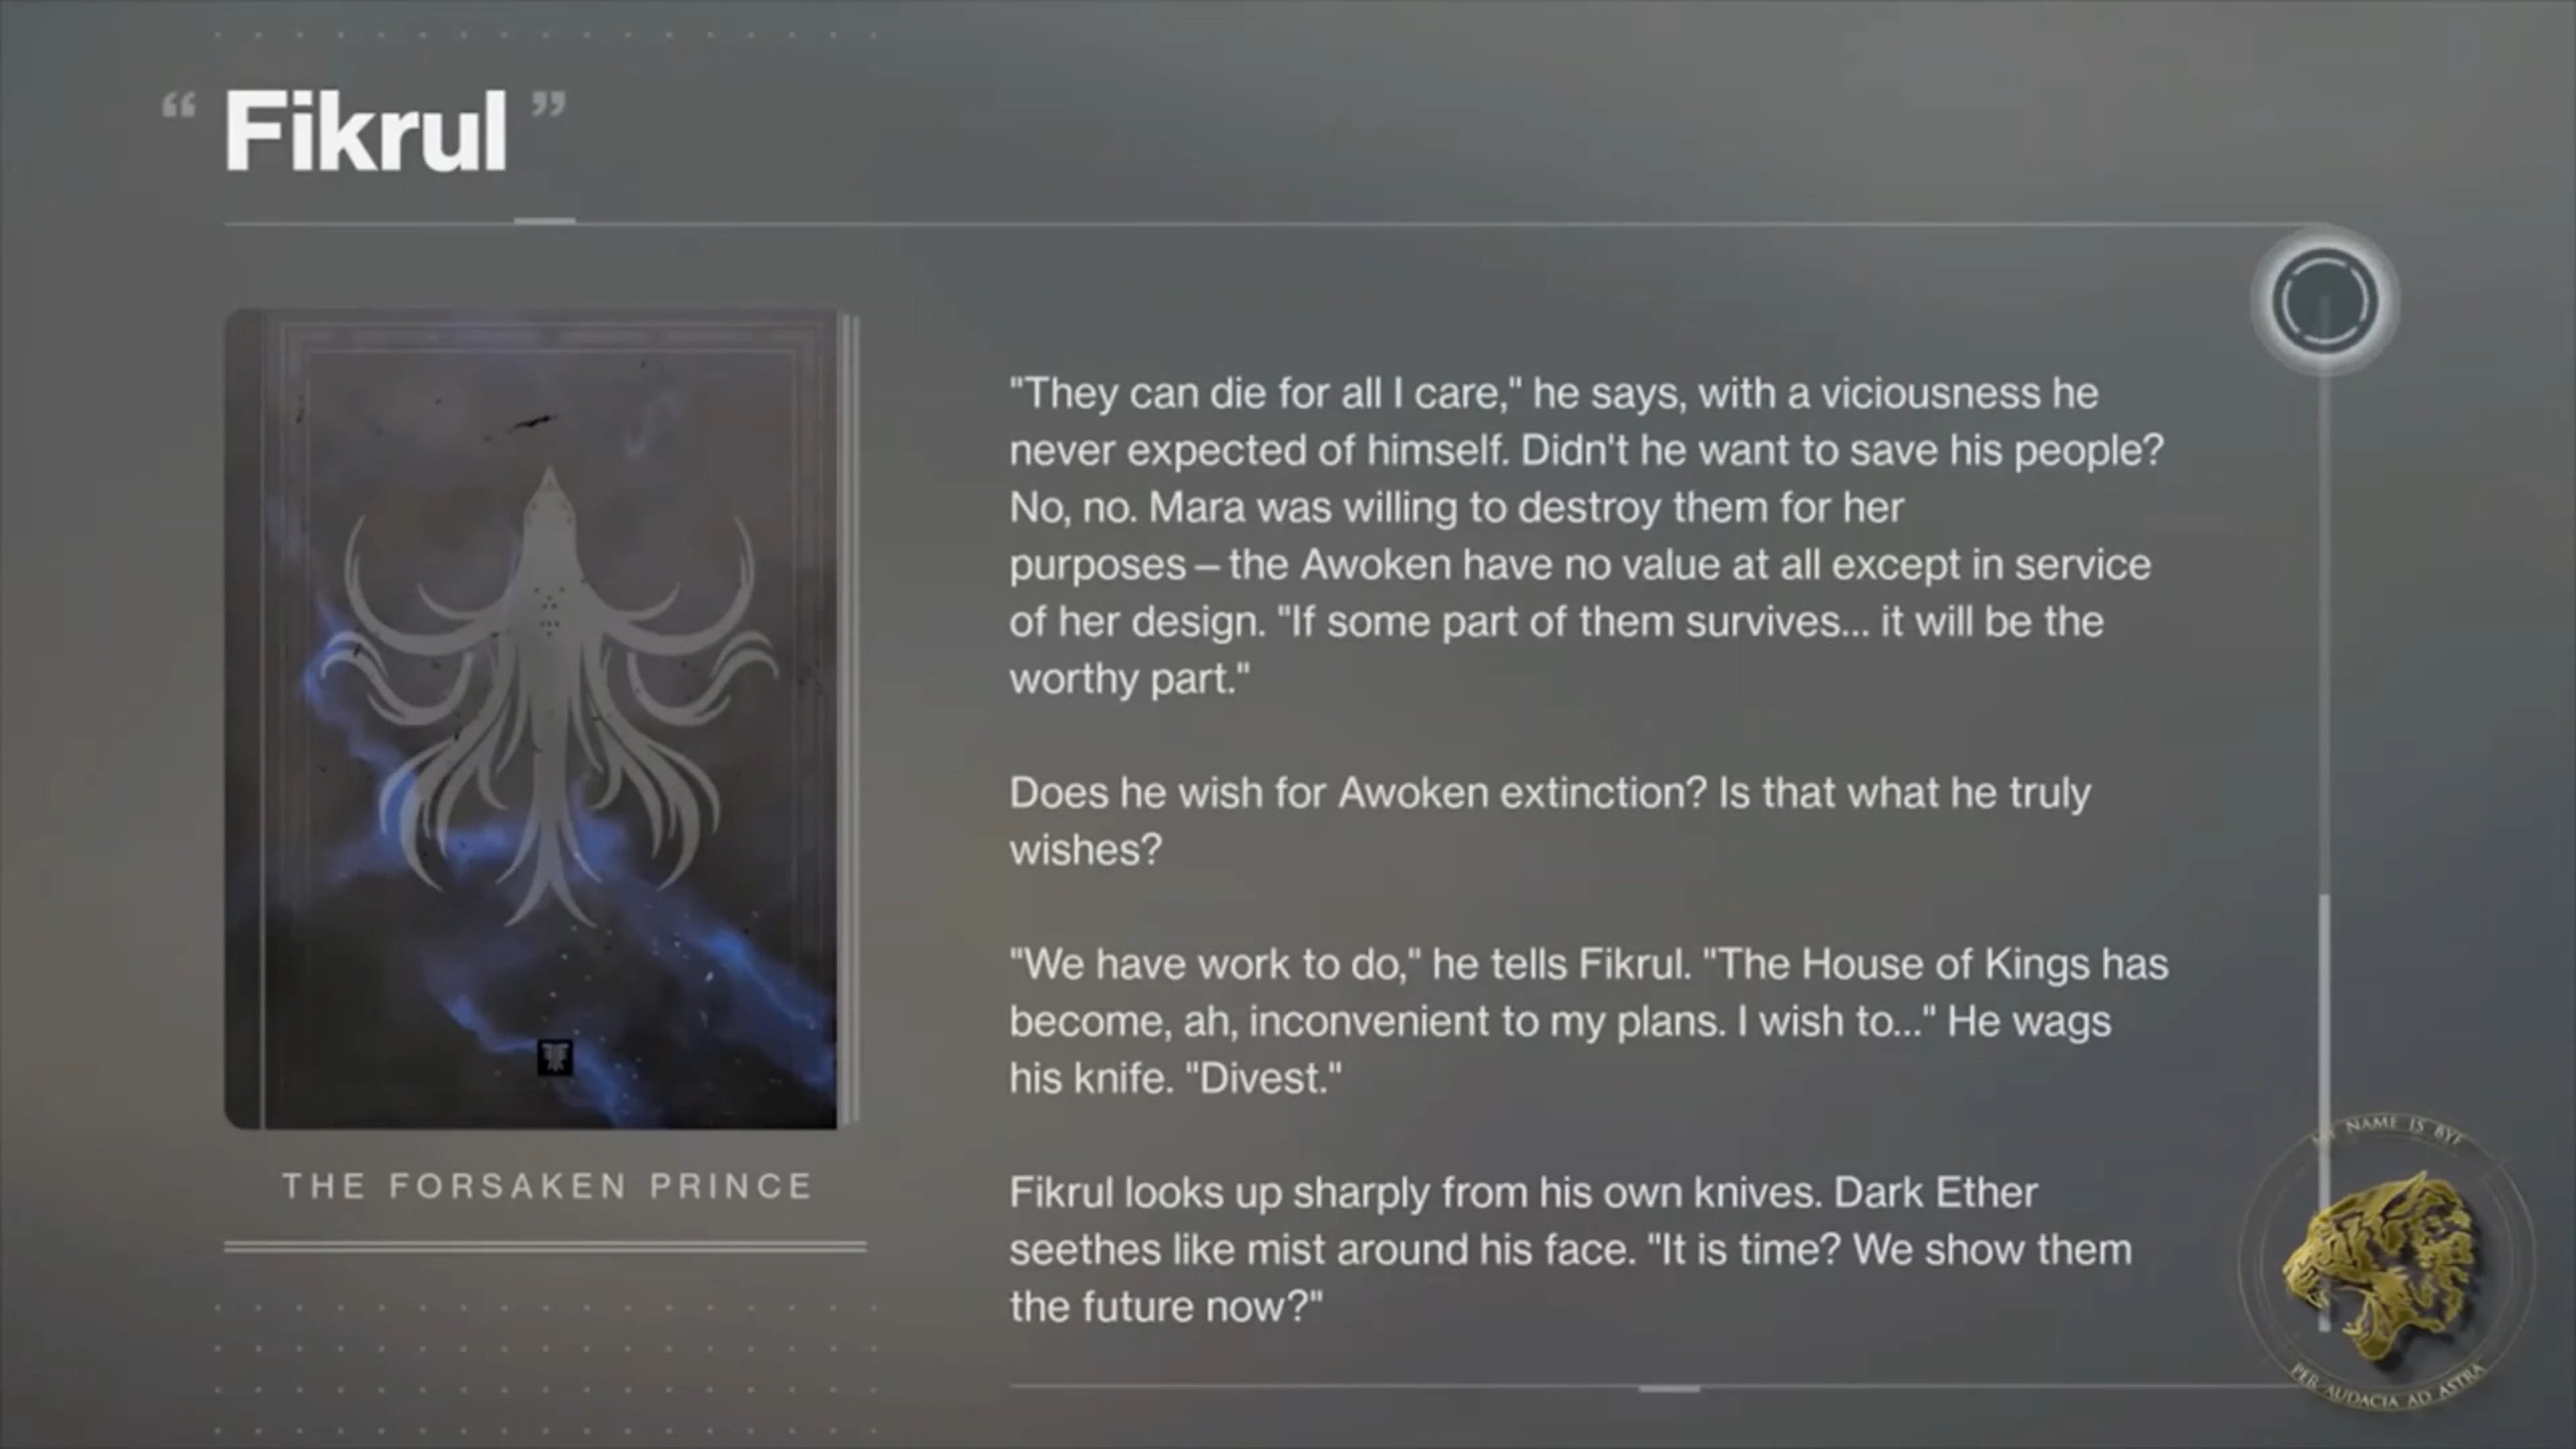 “ Fikrul ”
"They can die for all I care," he says, with a viciousness he
never expected of himself. Didn't he want to save his people?
No, no. Mara was willing to destroy them for her
purposes – the Awoken have no value at all except in service
of her design. "If some part of them survives... it will be the
worthy part."
Does he wish for Awoken extinction? Is that what he truly
wishes?
"We have work to do," he tells Fikrul. "The House of Kings has
become, ah, inconvenient to my plans. I wish to..." He wags
his knife. "Divest."
Fikrul looks up sharply from his own knives. Dark Ether
seethes like mist around his face. "It is time? We show them
the future now?"
THE FORSAKEN PRINCE
MY NAME IS BYF
PER AUDACIA AD ASTRA